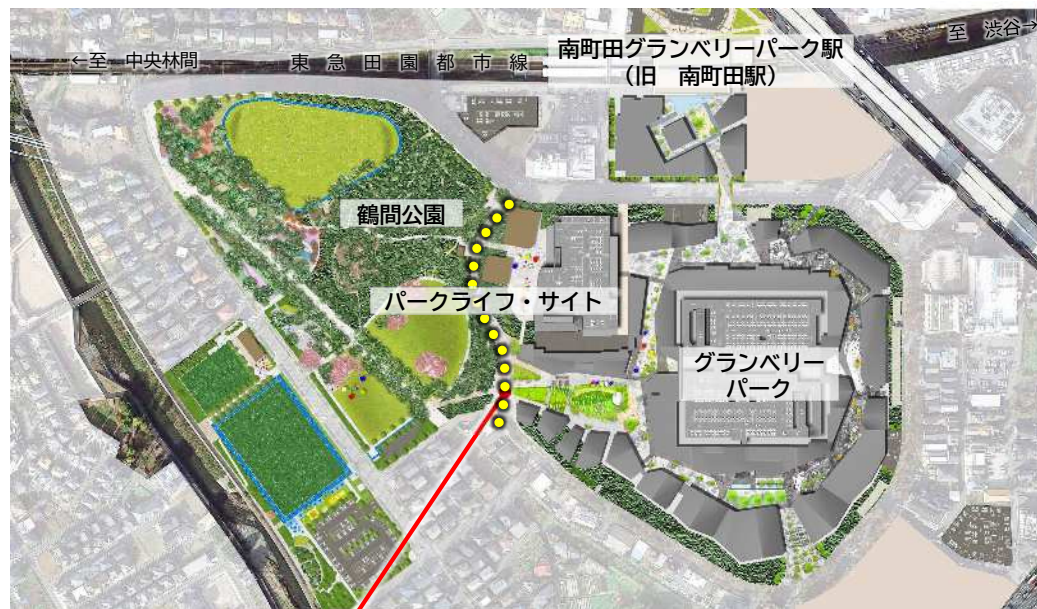 南町田グランベリーパーク駅
（旧　南町田駅）
至　渋谷→
←至　中央林間
東急田園都市線
鶴間公園
パークライフ・サイト
グランベリー
パーク